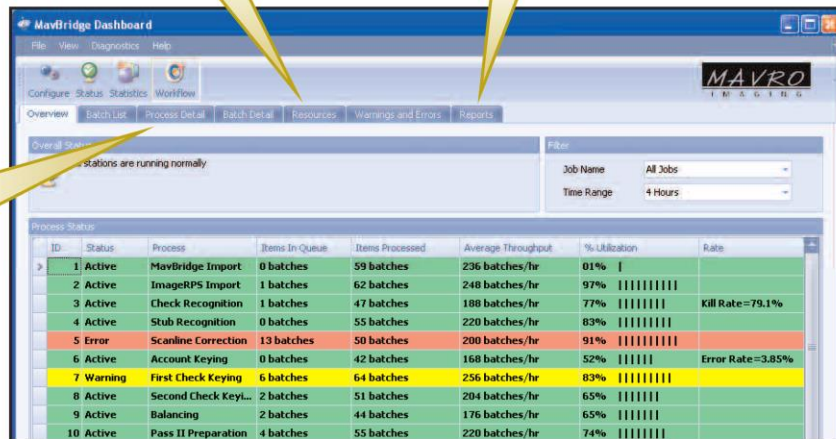 MavBridge Dashboard
File View Diagnostics Help
Configure Status Statistics Workflow
MAVRO
IMAGING
Overview Batch List Process Detail Batch Detail Resources Warnings and Errors Reports
Overall Stat
stations are running normally
Filter
Job Name All Jobs
Time Range 4 Hours
Process Status
ID Status Process Items In Queue Items Processed Average Throughput % Utilization Rate
1 Active MavBridge Import 0 batches 59 batches 236 batches/hr 01%
2 Active ImageRPS Import 1 batches 62 batches 248 batches/hr 97%
3 Active Check Recognition 1 batches 47 batches 188 batches/hr 77% Kill Rate=79.1%
4 Active Stub Recognition 0 batches 55 batches 220 batches/hr 83%
5 Error Scanline Correction 13 batches 50 batches 200 batches/hr 91%
6 Active Account Keying 0 batches 42 batches 168 batches/hr 52% Error Rate=3.85%
7 Warning First Check Keying 6 batches 64 batches 256 batches/hr 83%
8 Active Second Check Keyi... 2 batches 51 batches 204 batches/hr 65%
9 Active Balancing 2 batches 44 batches 176 batches/hr 65%
10 Active Pass II Preparation 4 batches 55 batches 220 batches/hr 74%